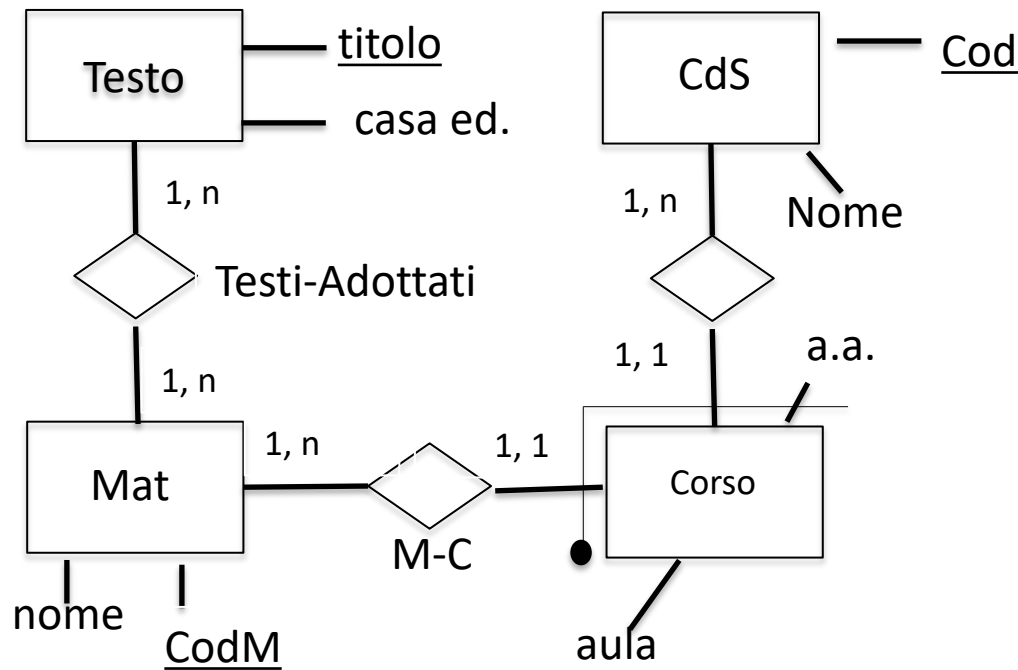 titolo
Testo
casa ed.
1, n
Testi-Adottati
1, n
CdS
Cod
Nome
1, n
1, 1
a.a.
Mat
1, n
M-C
1, 1
Corso
nome
CodM
aula